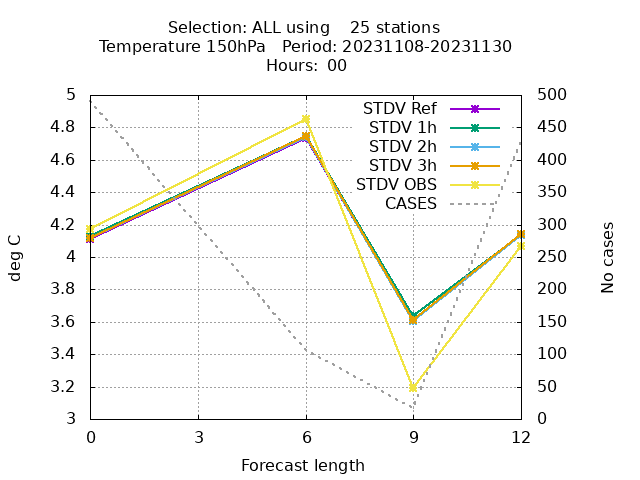 Selection: ALL using 25 stations
Temperature 150hPa Period: 20231108-20231130
Hours: 00
STDV Ref
STDV 1h
STDV 2h
STDV 3h
STDV OBS
CASES
deg C
5
4.8
4.6
4.4
4.2
4
3.8
3.6
3.4
3.2
3
0
3
6
9
12
Forecast length
500
450
400
350
300
250
200
150
100
50
0
No cases